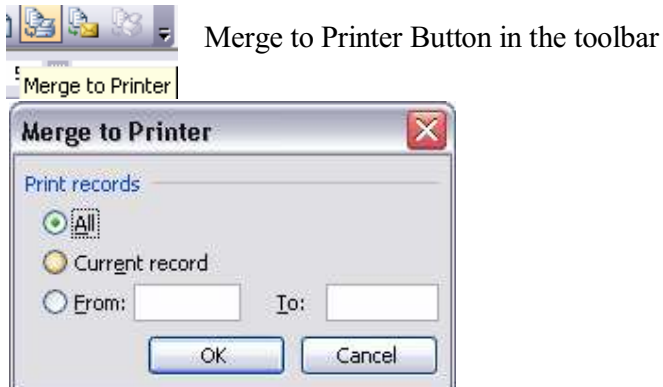 Merge to Printer Button in the toolbar
Merge to Printer
Merge to Printer
Print records
All
Current record
From: To:
OK Cancel